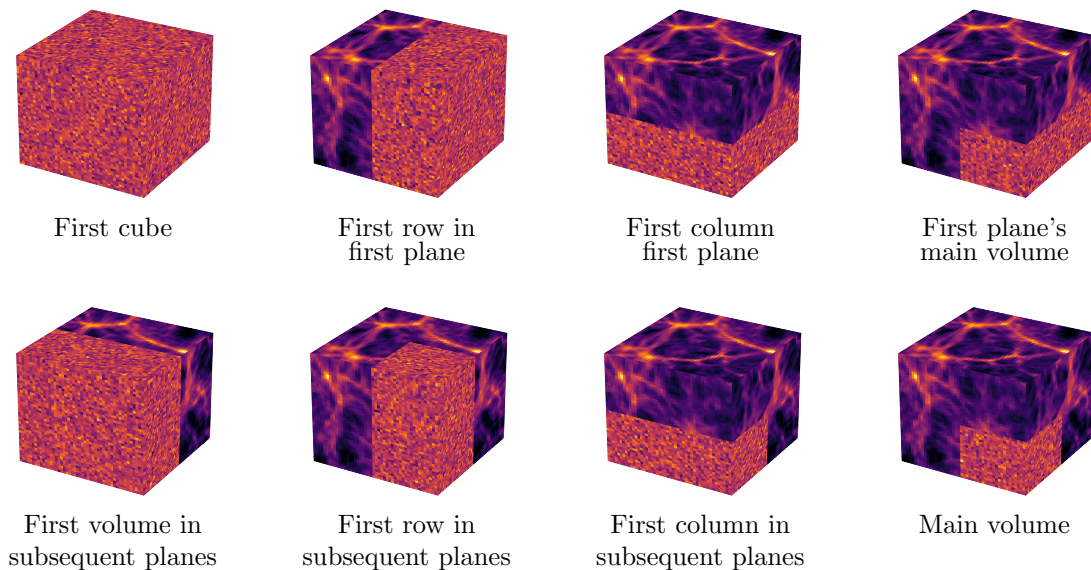 First cube
First row in
first plane
First column
first plane
First plane's
main volume
First volume in
subsequent planes
First row in
subsequent planes
First column in
subsequent planes
Main volume